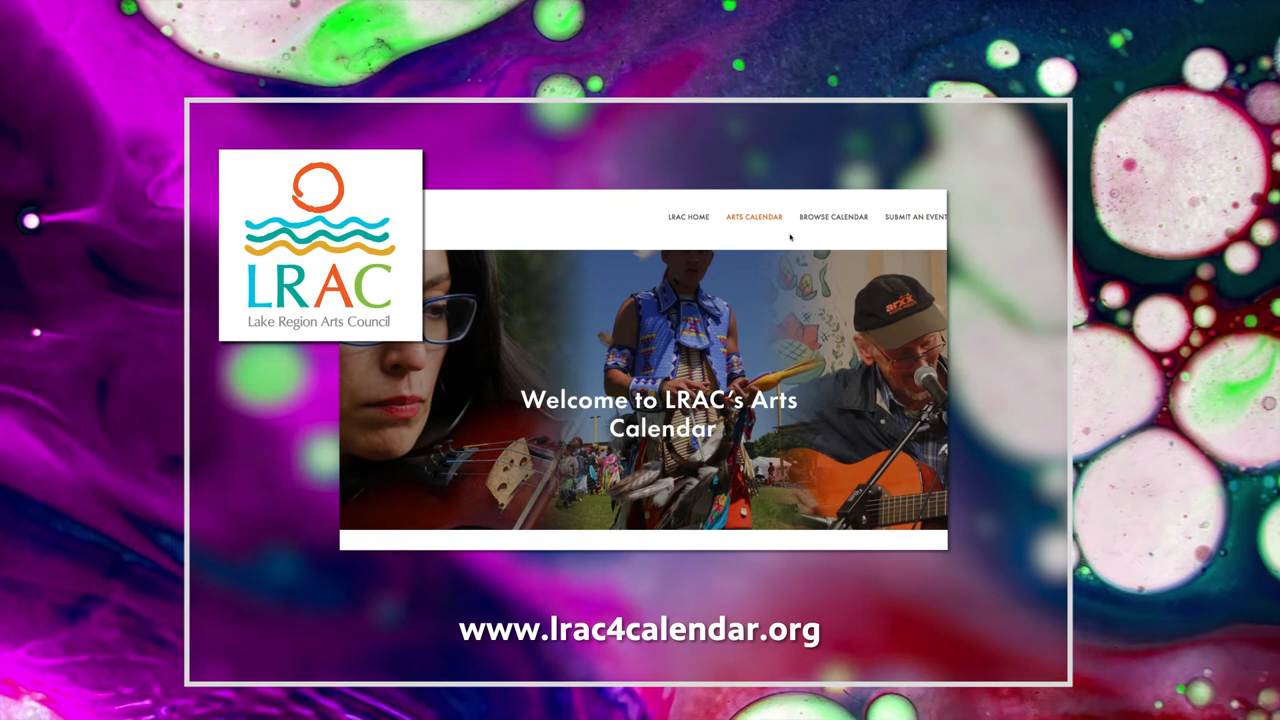 LRAC
Lake Region Arts Council
LRAC HOME ARTS CALENDAR BROWSE CALENDAR SUBMIT AN EVENT
Welcome to LRAC's Arts
Calendar
www.lrac4calendar.org